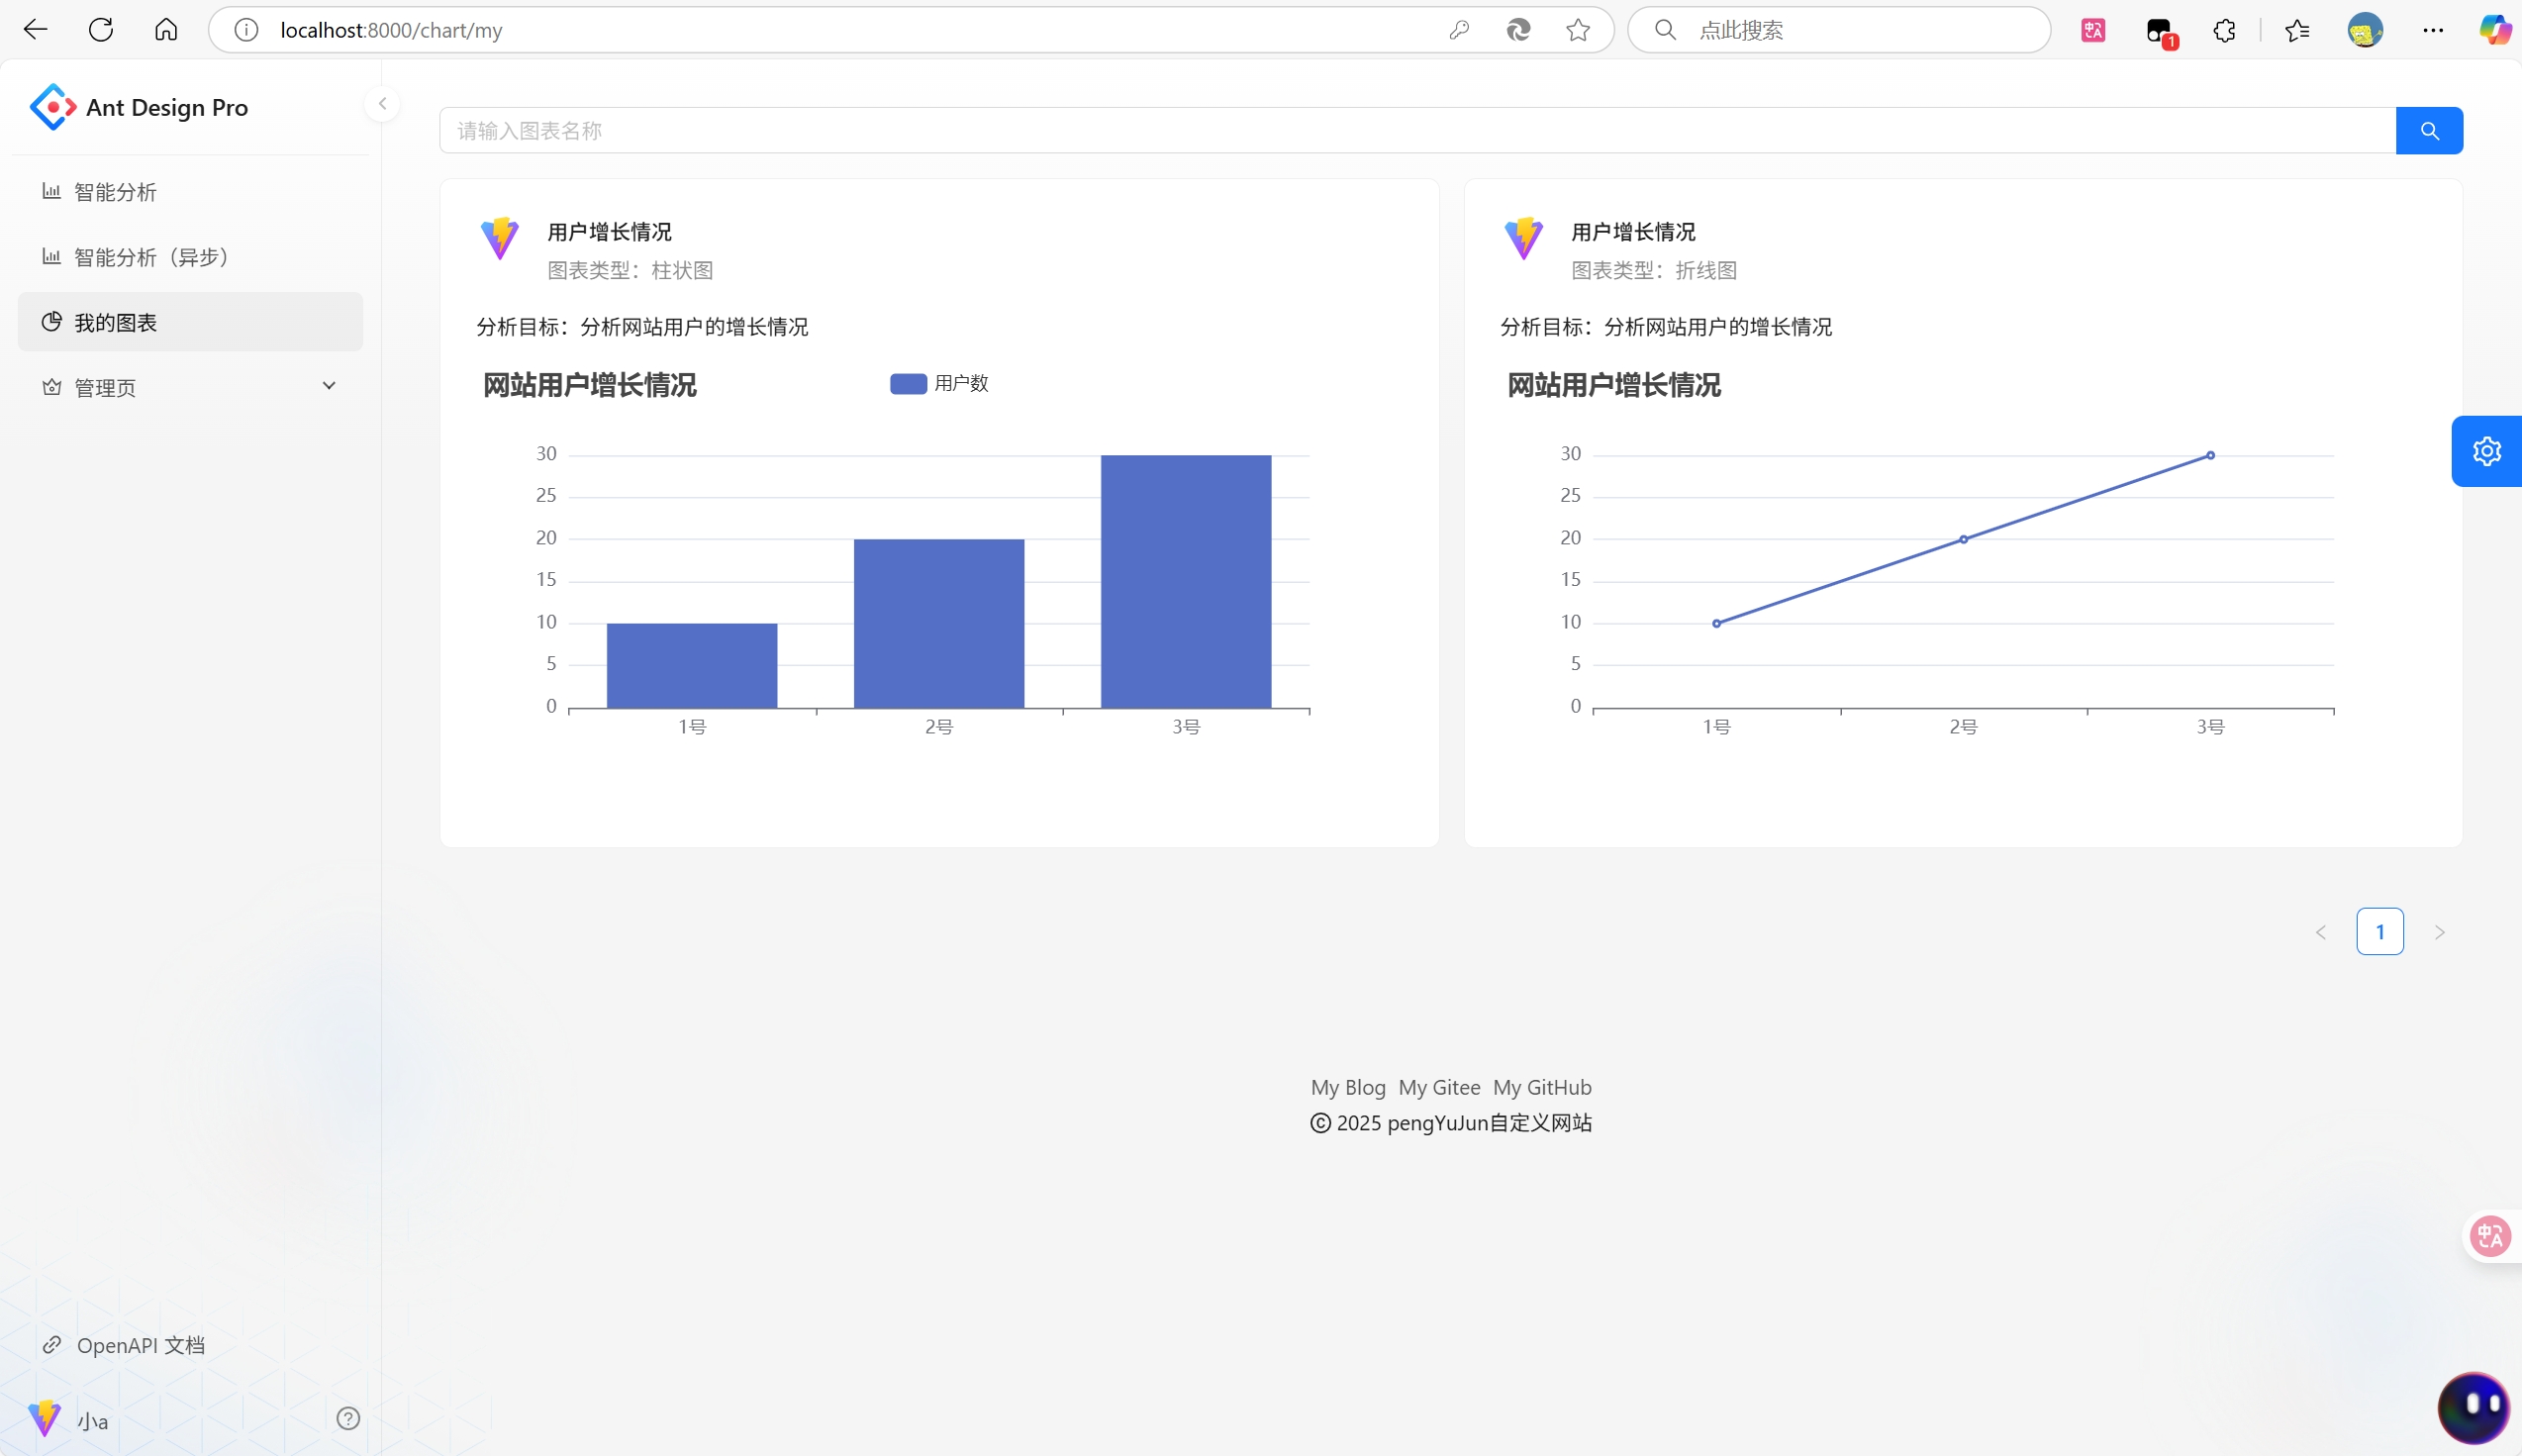 localhost:8000/chart/my
点此搜索
1
Ant Design Pro
智能分析
智能分析（异步）
我的图表
管理页
请输入图表名称
用户增长情况
图表类型：柱状图
分析目标：分析网站用户的增长情况
网站用户增长情况
用户数
30
25
20
15
10
5
0
1号
2号
3号
用户增长情况
图表类型：折线图
分析目标：分析网站用户的增长情况
网站用户增长情况
30
25
20
15
10
5
0
1号
2号
3号
1
My Blog My Gitee My GitHub
© 2025 pengYuJun自定义网站
OpenAPI 文档
小a
中A